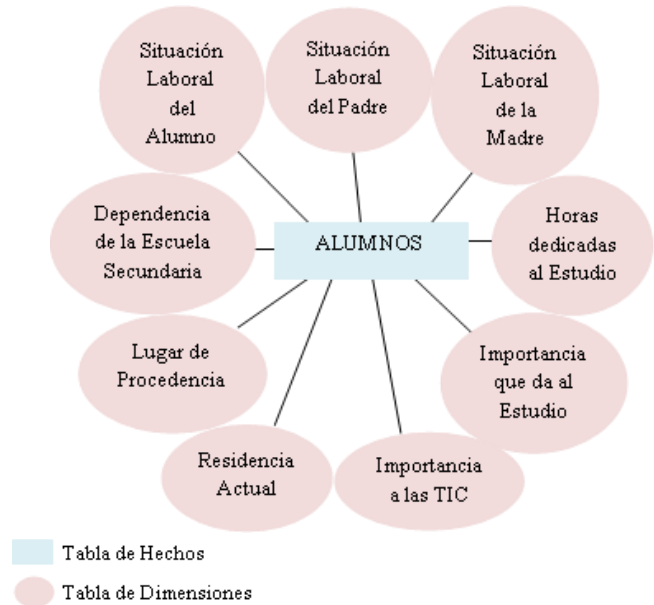 Situación
Laboral
del
Alumno
Situación
Laboral
del Padre
Situación
Laboral
de la
Madre
Dependencia
de la Escuela
Secundaria
ALUMNOS
Horas
dedicadas
al Estudio
Lugar de
Procedencia
Importancia
que da al
Estudio
Residencia
Actual
Importancia
a las TIC
Tabla de Hechos
Tabla de Dimensiones